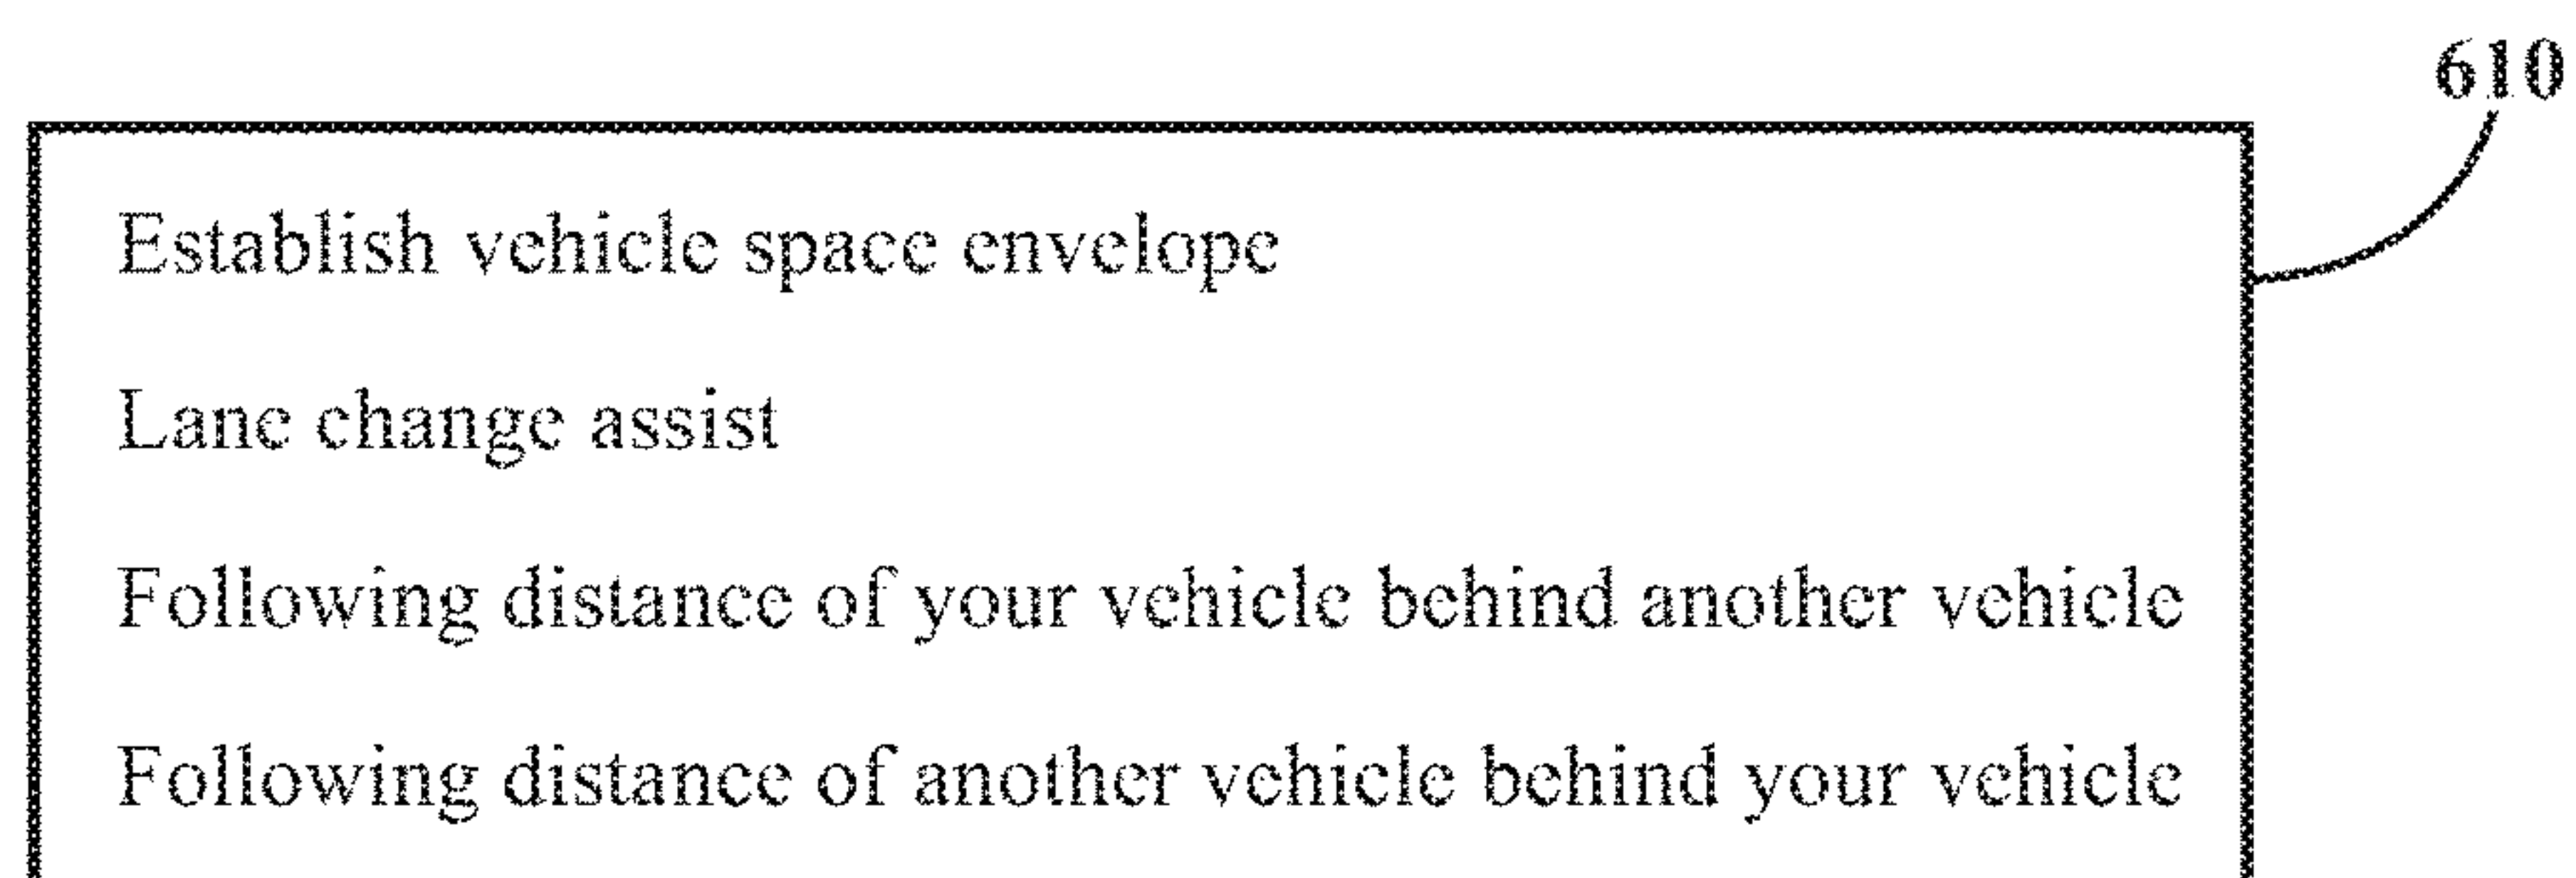 610
Establish vehicle space envelope
Lane change assist
Following distance of your vehicle behind another vehicle
Following distance of another vehicle behind your vehicle